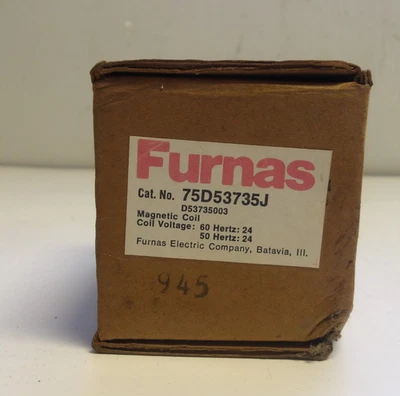 Furnas
Cat. No. 75D53735J
D53735003
Magnetic Coil
Coil Voltage: 60 Hertz: 24
50 Hertz: 24
Furnas Electric Company, Batavia, Ill.
945